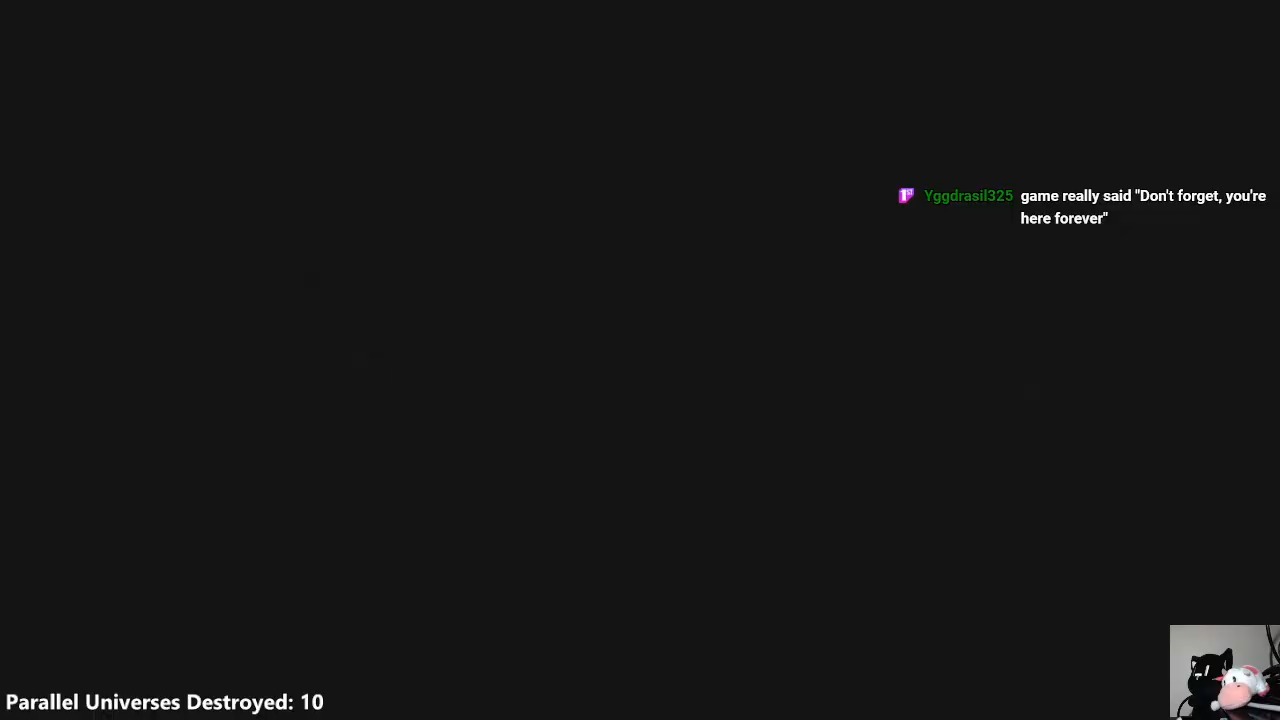 Yggdrasil325 game really said "Don't forget, you're
here forever"
Parallel Universes Destroyed: 10